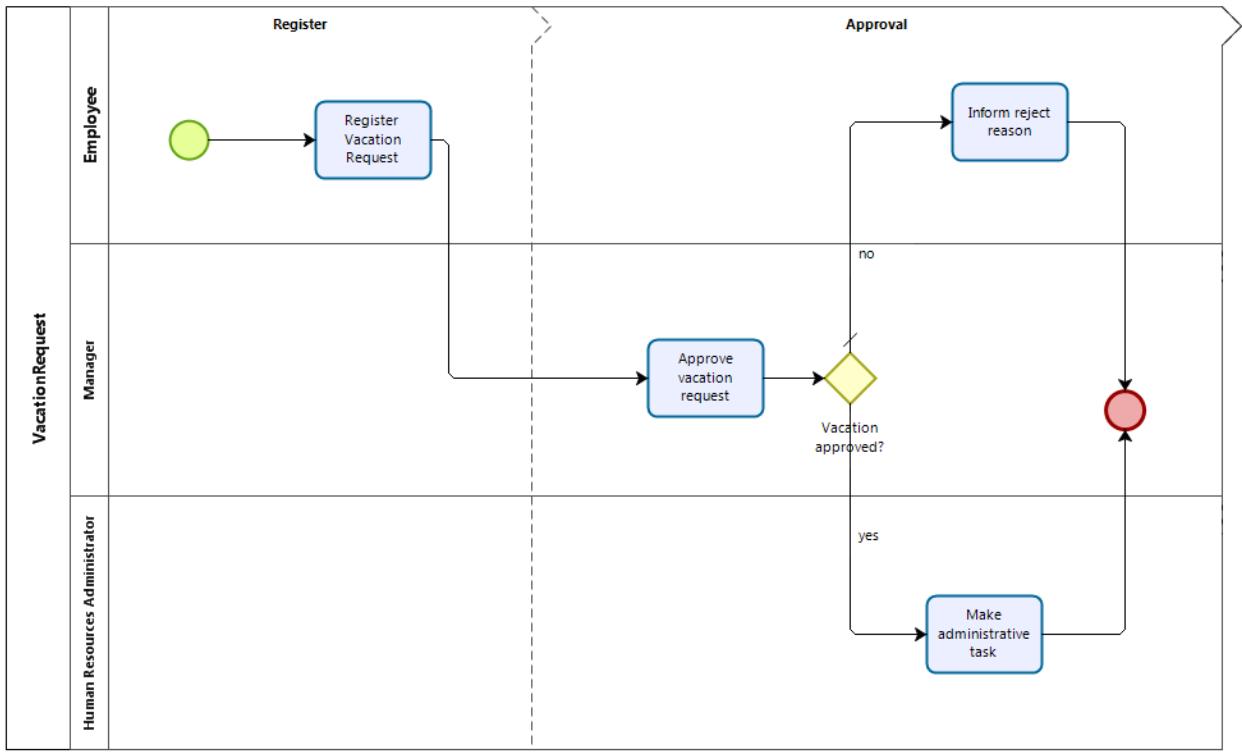 Register
Approval
VacationRequest
Employee
Register
Vacation
Request
Inform reject
reason
no
Manager
Approve
vacation
request
Vacation
approved?
yes
Human Resources Administrator
Make
administrative
task